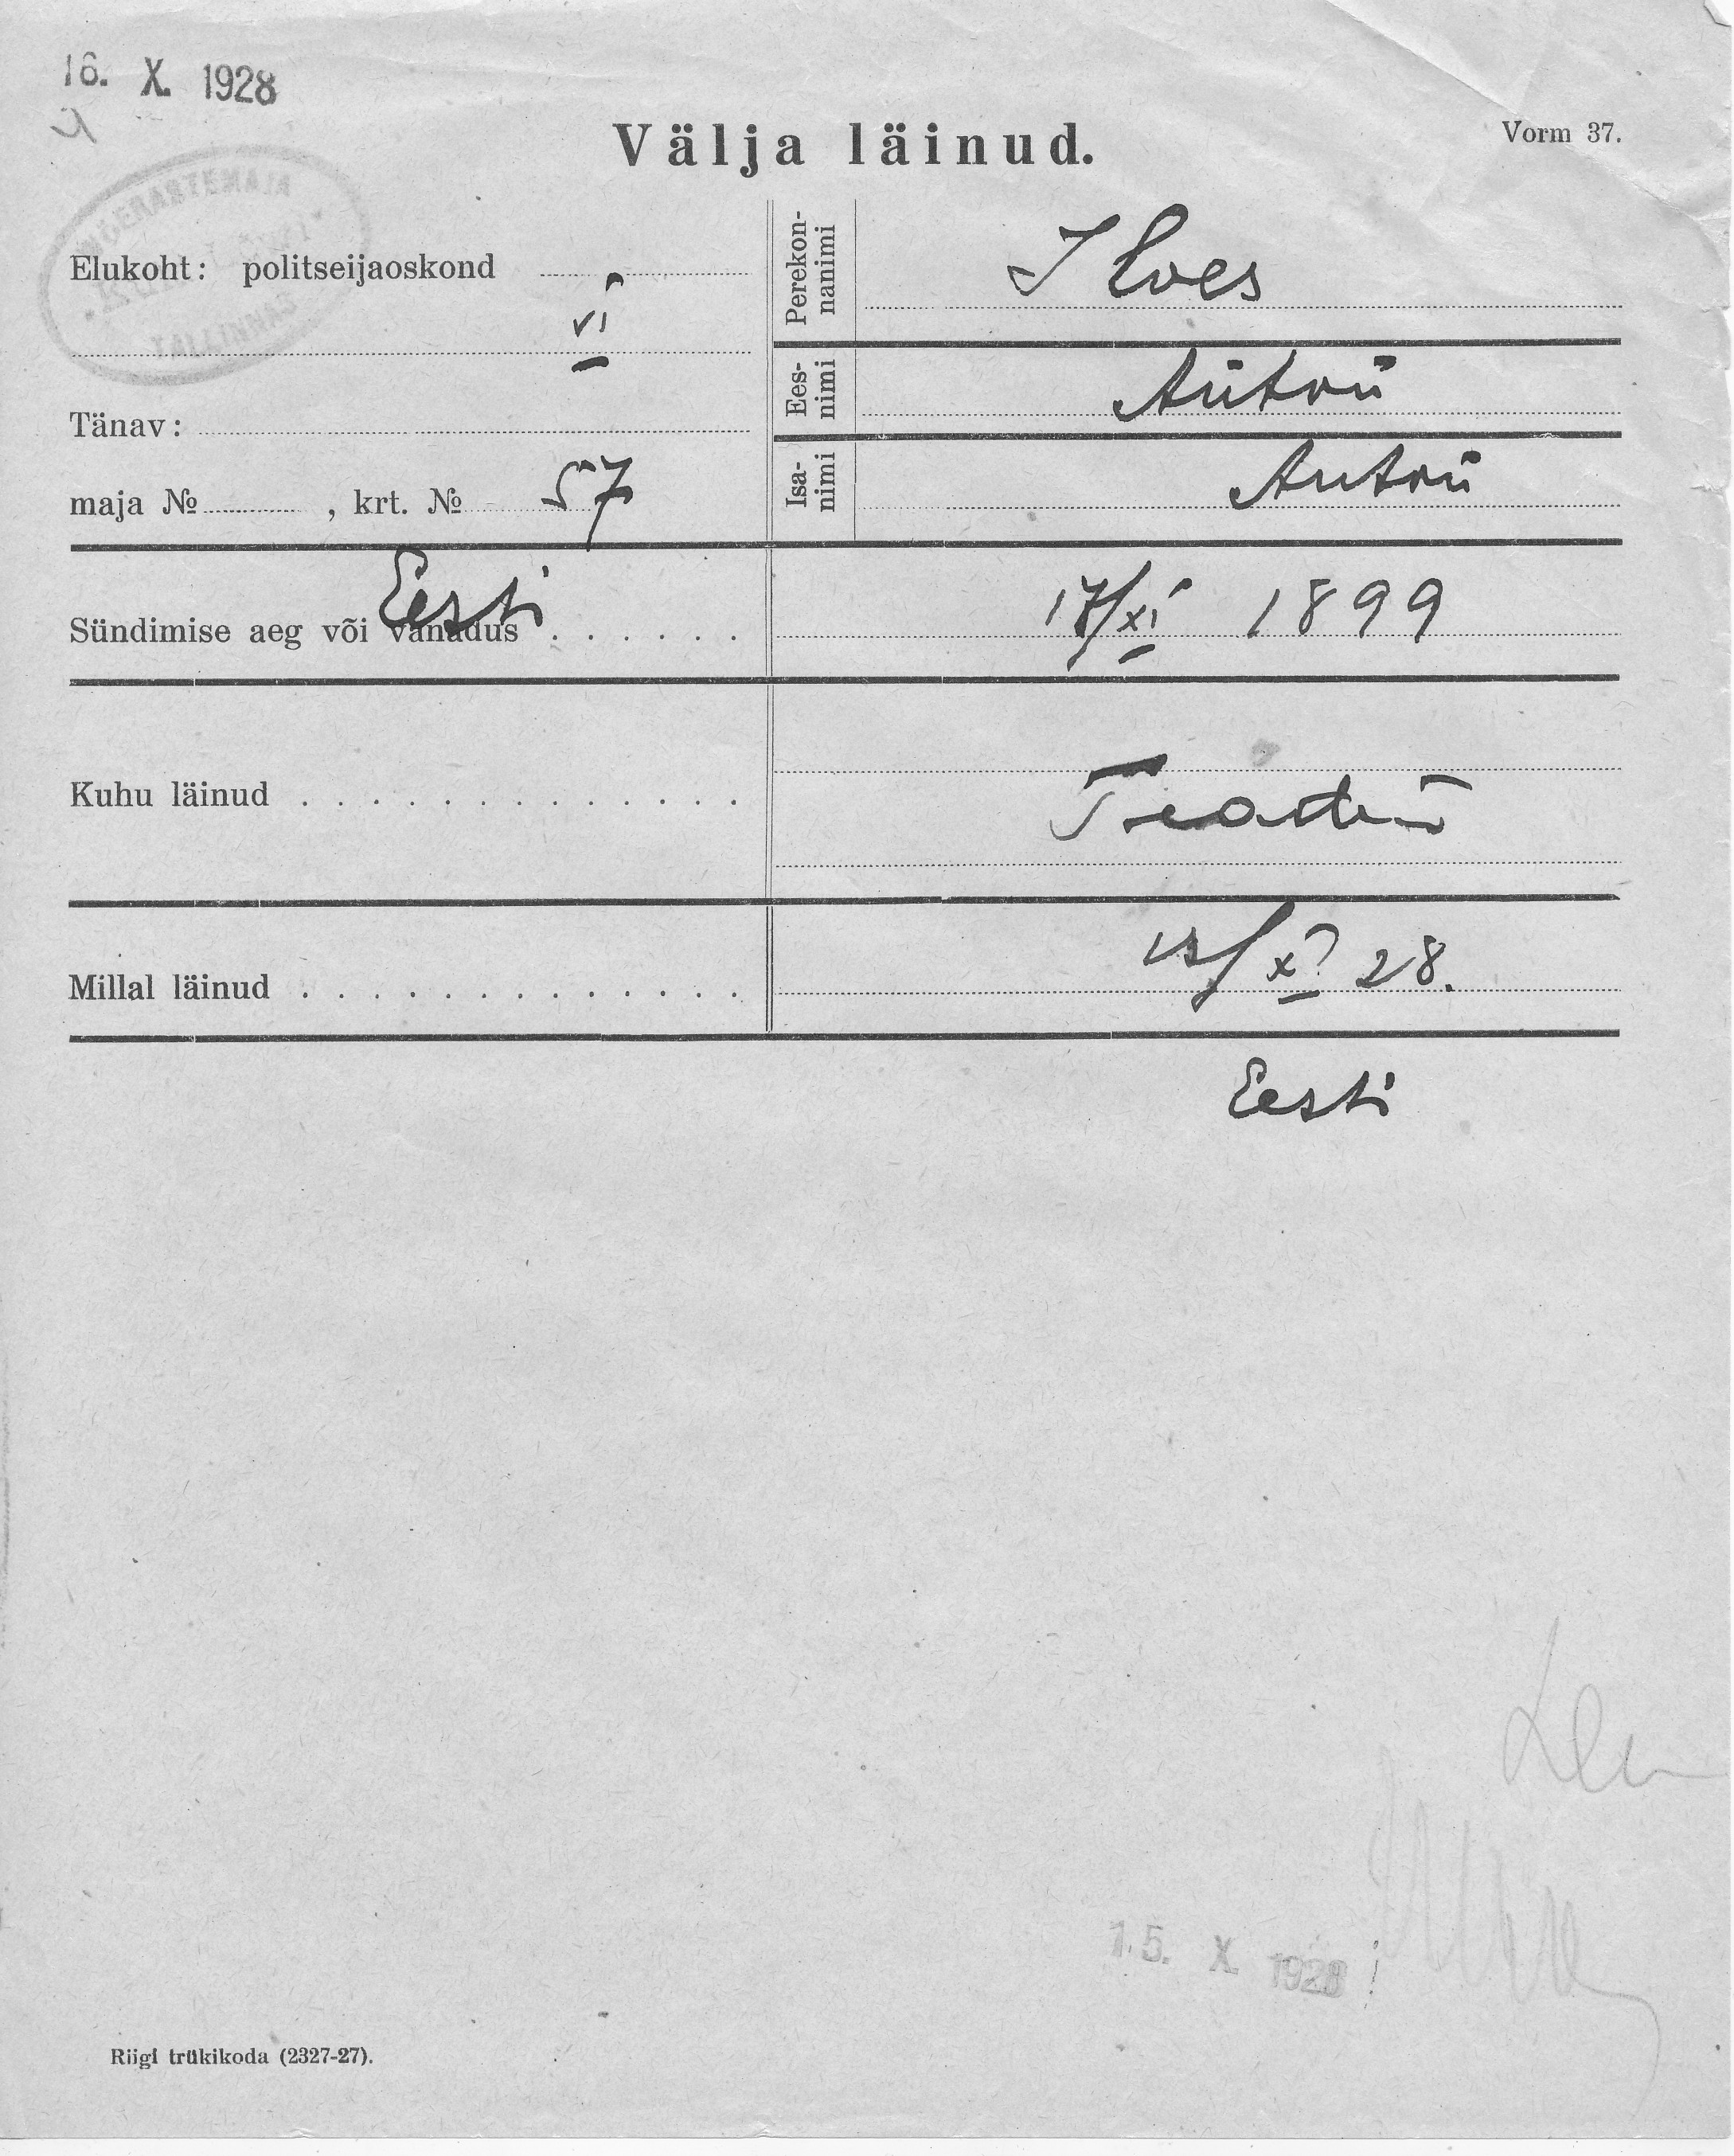 16. X. 1928
Välja läinud.
Vorm 37.
VÕÕRASTEMAJA
TALLINNAS
Elukoht: politseijaoskond
VI
Tänav:
maja № , krt. № 57
Perekonnanimi
Ilves
Eesnimi
Anton
Isanimi
Anton
Eesti
Sündimise aeg või vanadus . . . . . .
17/XI 1899
Kuhu läinud . . . . . . . . . . . . .
Millal läinud . . . . . . . . . . . . .
X 28.
Eesti
15. X 1928
Riigi trükikoda (2327-27).